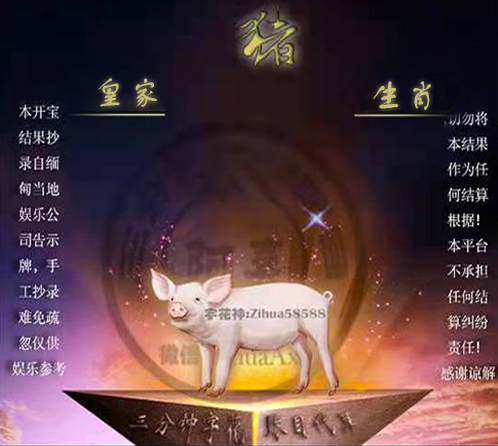 猪
皇家
生肖
本开宝
结果抄
录自缅
甸当地
娱乐公
司告示
牌，手
工抄录
难免疏
忽仅供
娱乐参考
切勿将
本结果
作为任
何结算
根据！
本平台
不承担
任何结
算纠纷
责任！
感谢谅解
字花神:Zihua58588
三分钟字花 账目代算